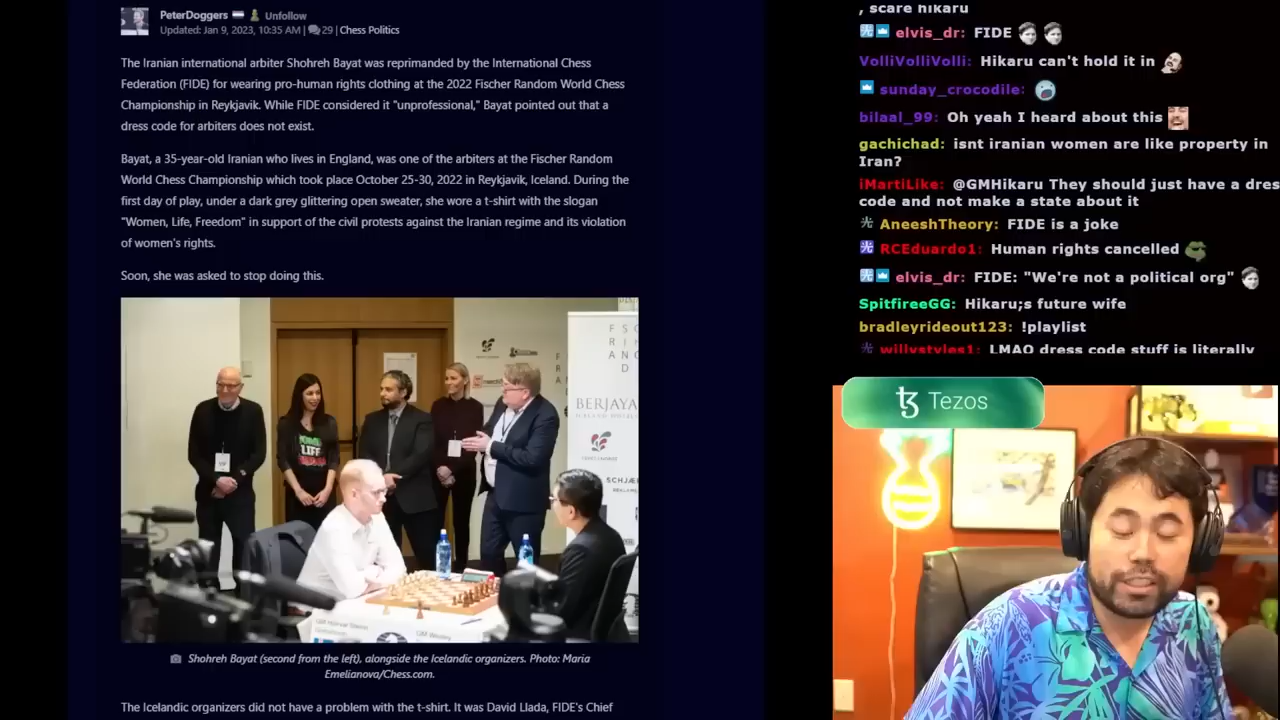 PeterDoggers Unfollow
Updated: Jan 9, 2023, 10:35 AM | 29 | Chess Politics
The Iranian international arbiter Shohreh Bayat was reprimanded by the International Chess
Federation (FIDE) for wearing pro-human rights clothing at the 2022 Fischer Random World Chess
Championship in Reykjavik. While FIDE considered it "unprofessional," Bayat pointed out that a
dress code for arbiters does not exist.
Bayat, a 35-year-old Iranian who lives in England, was one of the arbiters at the Fischer Random
World Chess Championship which took place October 25-30, 2022 in Reykjavik, Iceland. During the
first day of play, under a dark grey glittering open sweater, she wore a t-shirt with the slogan
"Women, Life, Freedom" in support of the civil protests against the Iranian regime and its violation
of women's rights.
Soon, she was asked to stop doing this.
LIFE
F S C
R I H
A N O
D
BERJAYA
SCHJÆR
Shohreh Bayat (second from the left), alongside the Icelandic organizers. Photo: Maria
Emelianova/Chess.com.
The Icelandic organizers did not have a problem with the t-shirt. It was David Llada, FIDE's Chief
, scare hikaru
elvis_dr: FIDE
VolliVolliVolli: Hikaru can't hold it in
sunday_crocodile:
bilaal_99: Oh yeah I heard about this
gachichad: isnt iranian women are like property in
Iran?
iMartiLike: @GMHikaru They should just have a dres
code and not make a state about it
AneeshTheory: FIDE is a joke
RCEduardo1: Human rights cancelled
elvis_dr: FIDE: "We're not a political org"
SpitfireGG: Hikaru;s future wife
bradleyrideout123: !playlist
willystyles1: LMAO dress code stuff is literally
Tezos